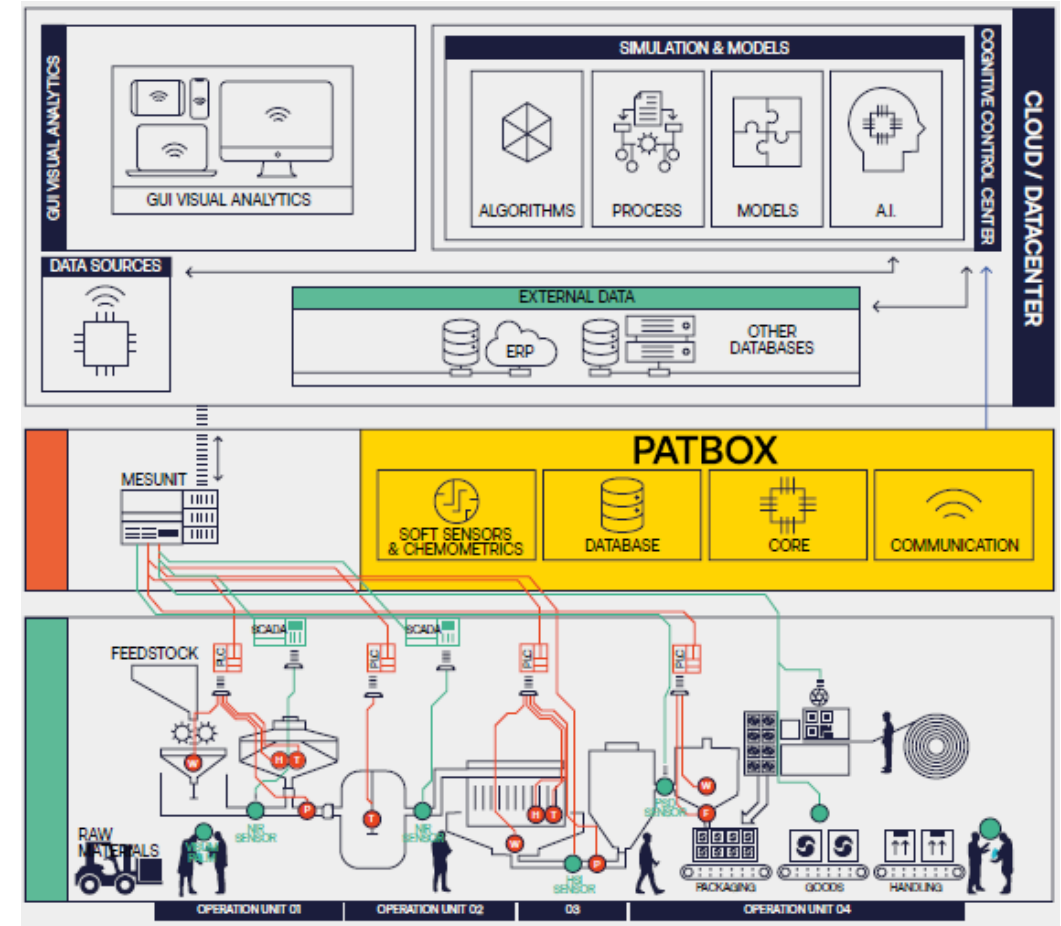 GUI VISUAL ANALYTICS
GUI VISUAL ANALYTICS
SIMULATION & MODELS
ALGORITHMS
PROCESS
MODELS
A.I.
COGNITIVE CONTROL CENTER
CLOUD / DATACENTER
DATA SOURCES
EXTERNAL DATA
ERP
OTHER
DATABASES
MESUNIT
PATBOX
SOFT SENSORS
& CHEMOMETRICS
DATABASE
CORE
COMMUNICATION
SCADA
SCADA
FEEDSTOCK
PLC
PLC
PLC
PLC
W
H
T
P
T
H
T
W
P
W
F
NIR
SENSOR
NIR
SENSOR
HSI
SENSOR
SENSOR
RAW
MATERIALS
PACKAGING
GOODS
HANDLING
OPERATION UNIT 01
OPERATION UNIT 02
03
OPERATION UNIT 04